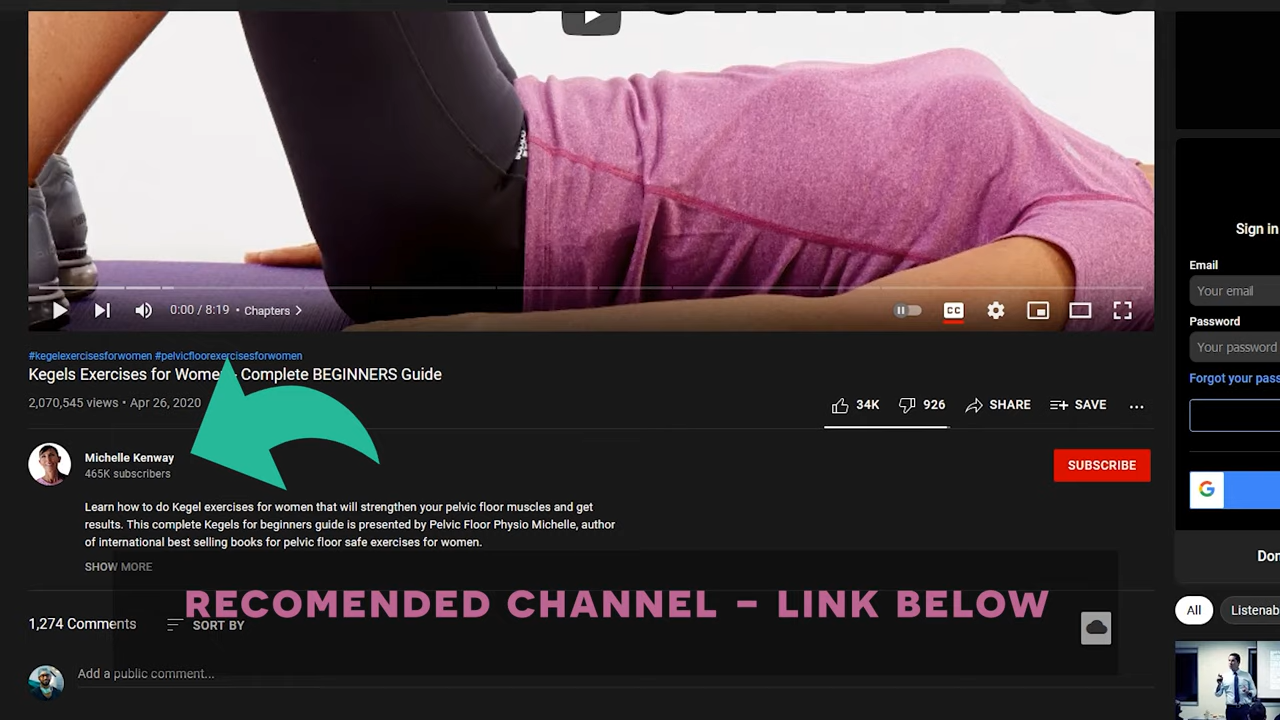 0:00 / 8:19 • Chapters
CC
#kegelexercisesforwomen #pelvicfloorexercisesforwomen
Kegels Exercises for Women - Complete BEGINNERS Guide
2,070,545 views • Apr 26, 2020
34K
926
SHARE
SAVE
Michelle Kenway
465K subscribers
SUBSCRIBE
Learn how to do Kegel exercises for women that will strengthen your pelvic floor muscles and get
results. This complete Kegels for beginners guide is presented by Pelvic Floor Physio Michelle, author
of international best selling books for pelvic floor safe exercises for women.
SHOW MORE
RECOMENDED CHANNEL – LINK BELOW
1,274 Comments
SORT BY
Add a public comment...
Sign in
Email
Your email
Password
Your password
Forgot your pass
G
Don
All
Listenab